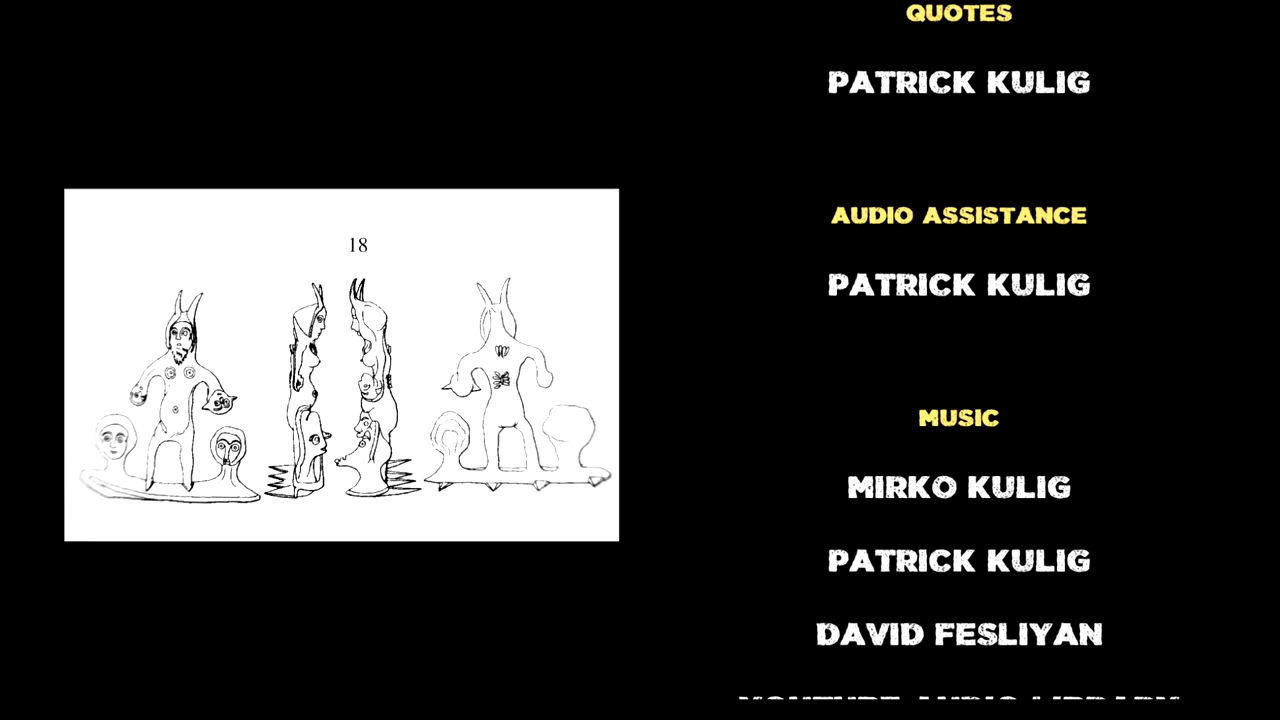 QUOTES
PATRICK KULIG
18
AUDIO ASSISTANCE
PATRICK KULIG
MUSIC
MIRKO KULIG
PATRICK KULIG
DAVID FESLIYAN